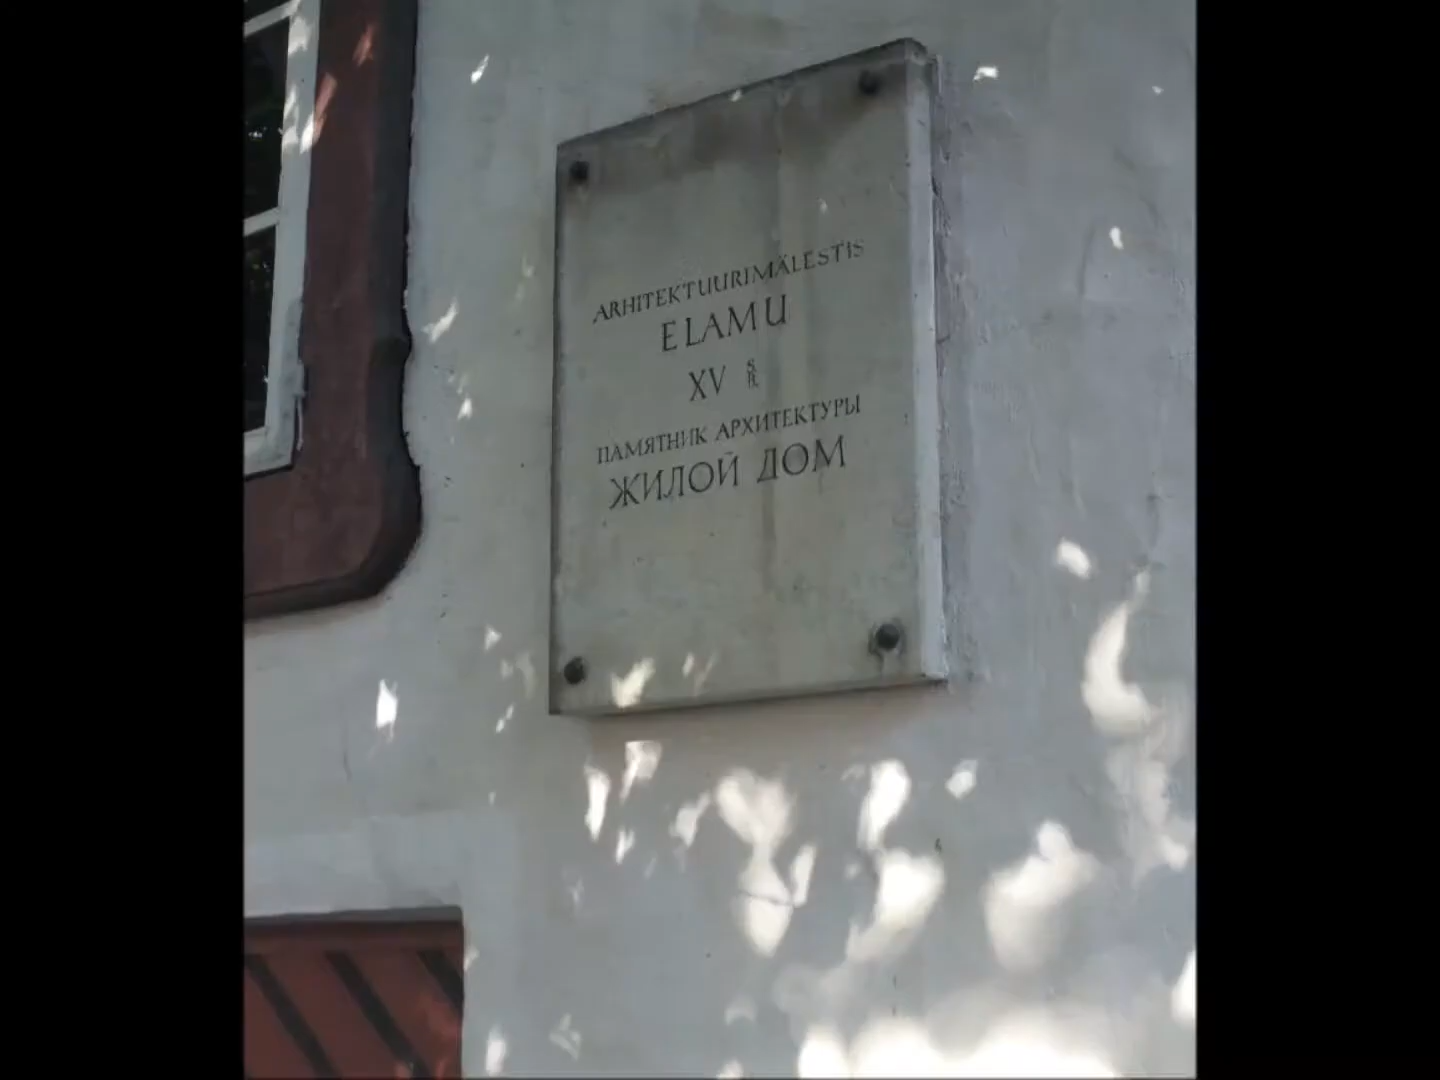 ARHITEKTUURIMÄLESTIS
ELAMU
XV
ПАМЯТНИК АРХИТЕКТУРЫ
ЖИЛОЙ ДОМ